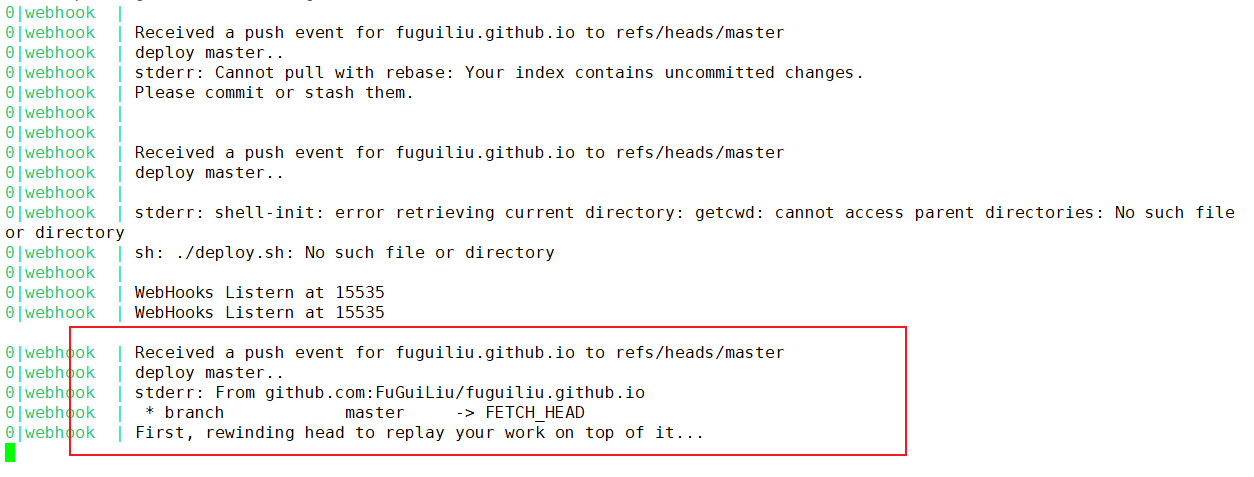 0|webhook  |
0|webhook  | Received a push event for fuguiliu.github.io to refs/heads/master
0|webhook  | deploy master..
0|webhook  | stderr: Cannot pull with rebase: Your index contains uncommitted changes.
0|webhook  | Please commit or stash them.
0|webhook  |
0|webhook  |
0|webhook  | Received a push event for fuguiliu.github.io to refs/heads/master
0|webhook  | deploy master..
0|webhook  |
0|webhook  | stderr: shell-init: error retrieving current directory: getcwd: cannot access parent directories: No such file
or directory
0|webhook  | sh: ./deploy.sh: No such file or directory
0|webhook  |
0|webhook  | WebHooks Listern at 15535
0|webhook  | WebHooks Listern at 15535
0|webhook  | Received a push event for fuguiliu.github.io to refs/heads/master
0|webhook  | deploy master..
0|webhook  | stderr: From github.com:FuGuiLiu/fuguiliu.github.io
0|webhook  |  * branch            master     -> FETCH_HEAD
0|webhook  | First, rewinding head to replay your work on top of it...